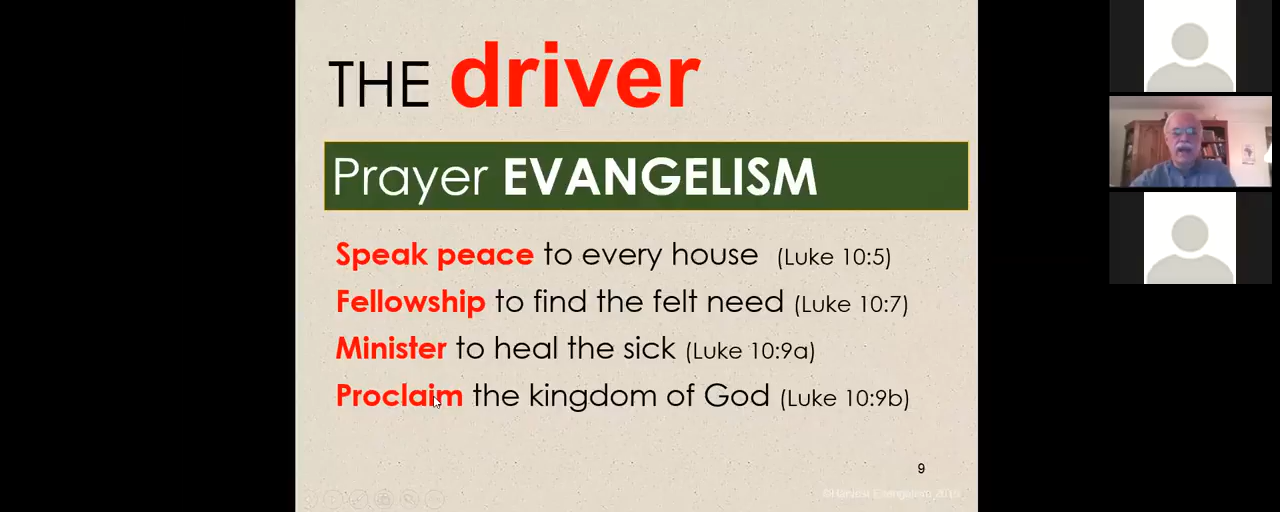 THE driver
Prayer EVANGELISM
Speak peace to every house (Luke 10:5)
Fellowship to find the felt need (Luke 10:7)
Minister to heal the sick (Luke 10:9a)
Proclaim the kingdom of God (Luke 10:9b)
9
Evangelism